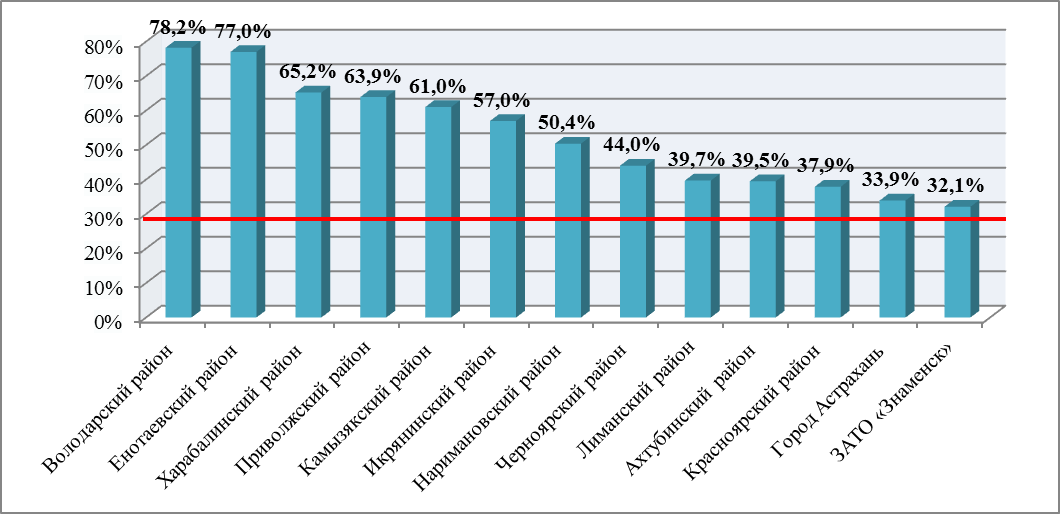 78,2%
77,0%
65,2%
63,9%
61,0%
57,0%
50,4%
44,0%
39,7%
39,5%
37,9%
33,9%
32,1%
80%
70%
60%
50%
40%
30%
20%
10%
0%
Володарский район
Енотаевский район
Харабалинский район
Приволжский район
Камызякский район
Икрянинский район
Наримановский район
Черноярский район
Лиманский район
Ахтубинский район
Красноярский район
Город Астрахань
ЗАТО «Знаменск»